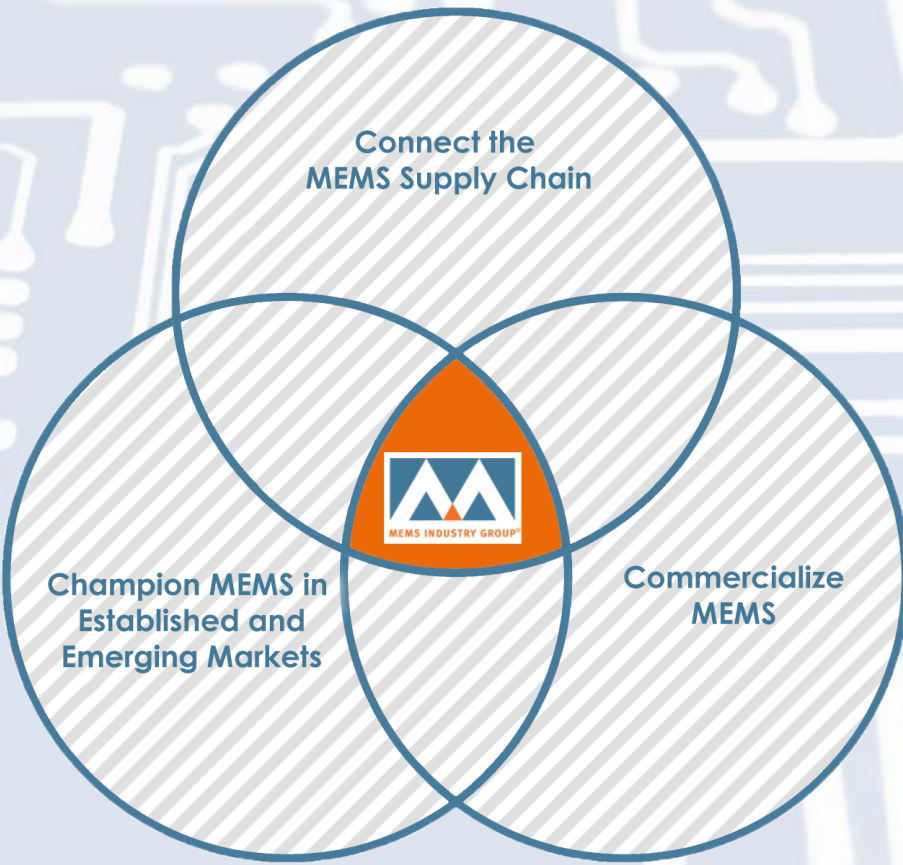 Connect the
MEMS Supply Chain
MEMS INDUSTRY GROUP®
Champion MEMS in
Established and
Emerging Markets
Commercialize
MEMS